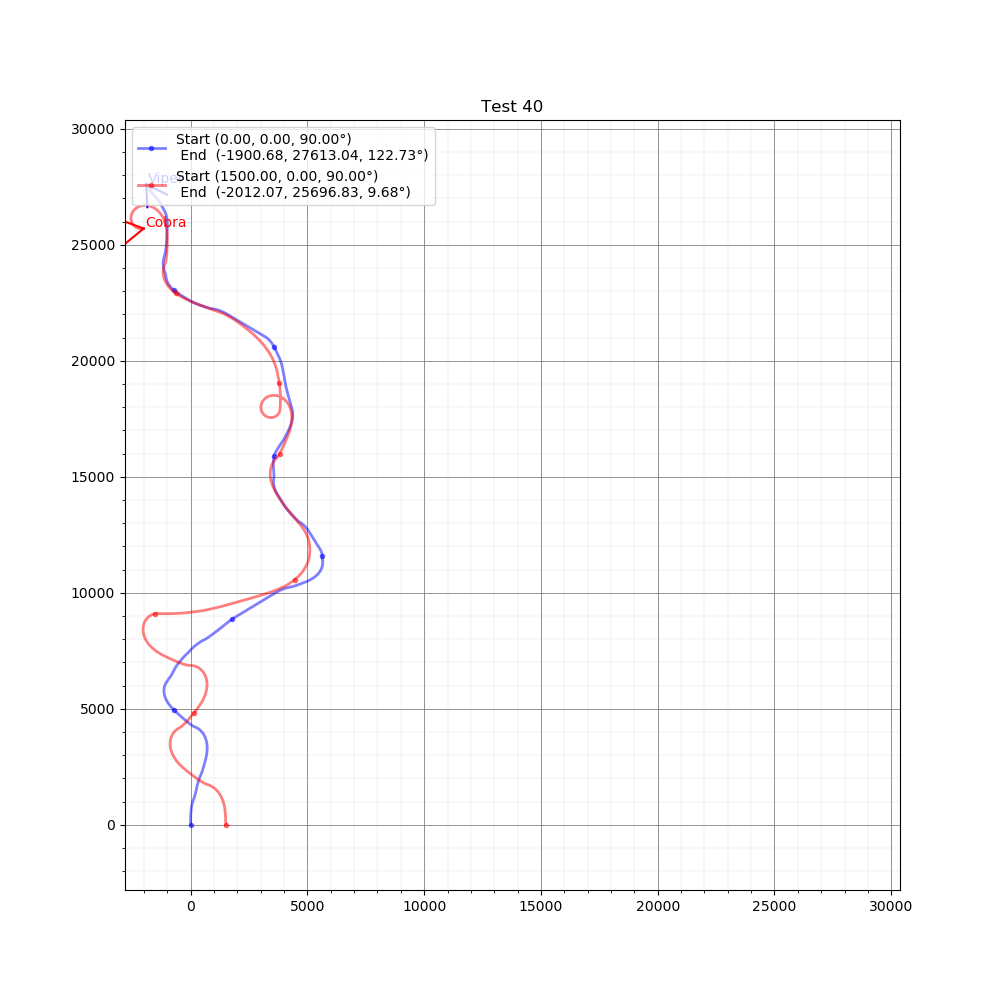 Test 40
30000
Start (0.00, 0.00, 90.00°)
End (-1900.68, 27613.04, 122.73°)
Start (1500.00, 0.00, 90.00°)
End (-2012.07, 25696.83, 9.68°)
Viper
Cobra
25000
20000
15000
10000
5000
0
0 5000 10000 15000 20000 25000 30000